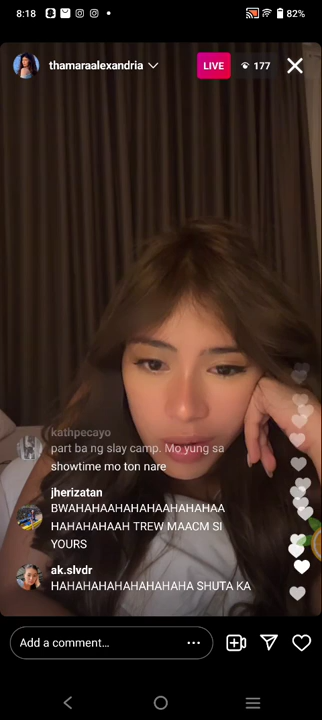 8:18
82%
thamaraalexandria
LIVE
177
kathpecayo
part ba ng slay camp. Mo yung sa
showtime mo ton nare
jherizatan
BWAHAHAAHAHAHAAHAHAHAA
HAHAHAHAAH TREW MAACM SI
YOURS
ak.slvdr
HAHAHAHAHAHAHAHAHA SHUTA KA
Add a comment...